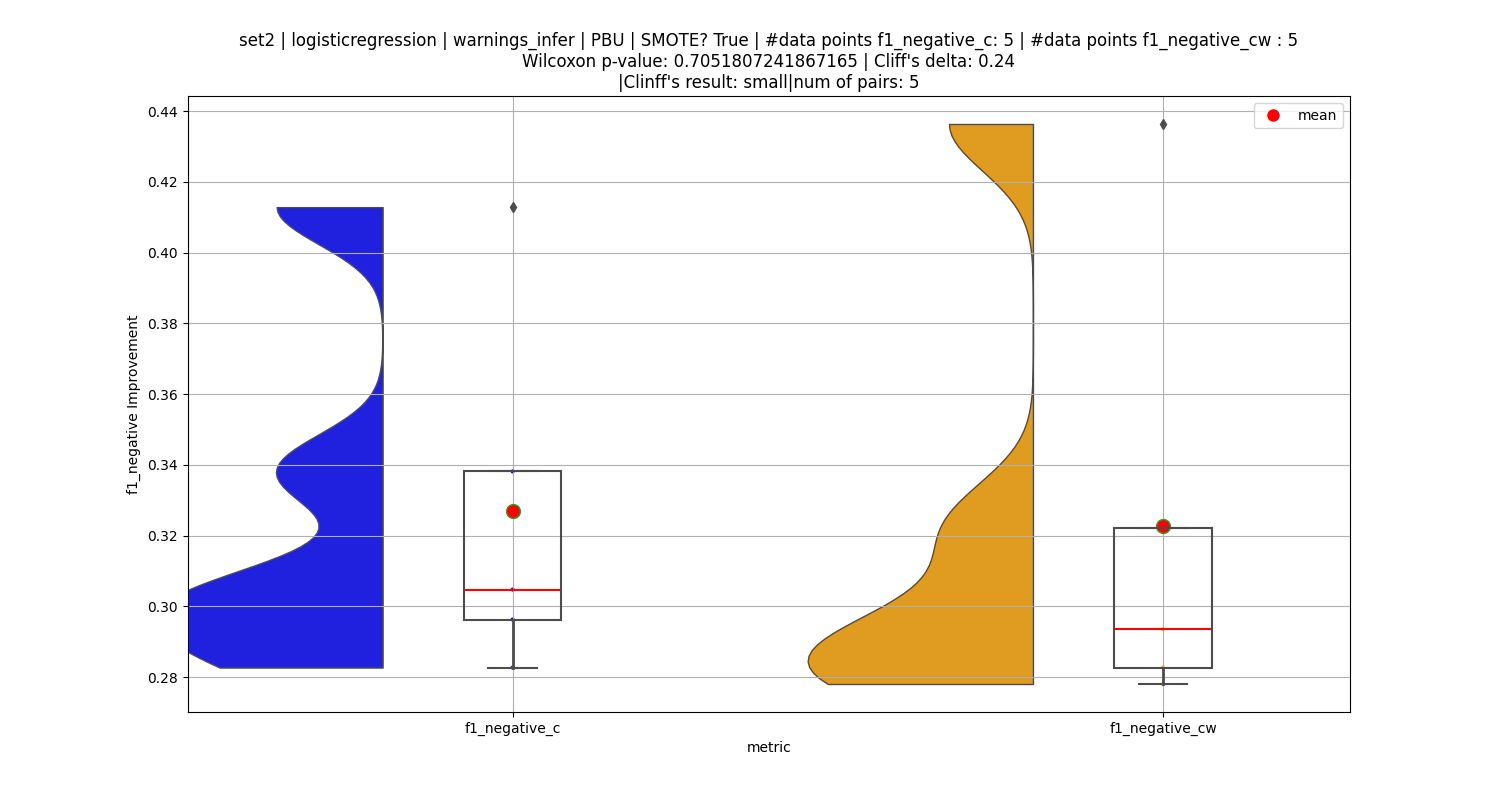 set2 | logisticregression | warnings_infer | PBU | SMOTE? True | #data points f1_negative_c: 5 | #data points f1_negative_cw : 5
Wilcoxon p-value: 0.7051807241867165 | Cliff's delta: 0.24
|Clinff's result: small|num of pairs: 5
mean
0.44
0.42
0.40
0.38
0.36
0.34
0.32
0.30
0.28
f1_negative Improvement
f1_negative_c
f1_negative_cw
metric